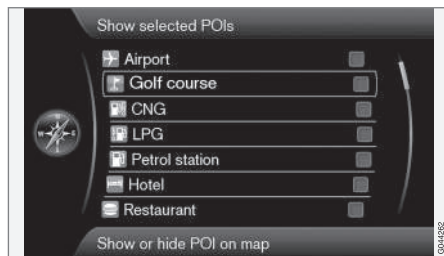 Show selected POIs
Airport
Golf course
CNG
LPG
Petrol station
Hotel
Restaurant
Show or hide POI on map
G044262